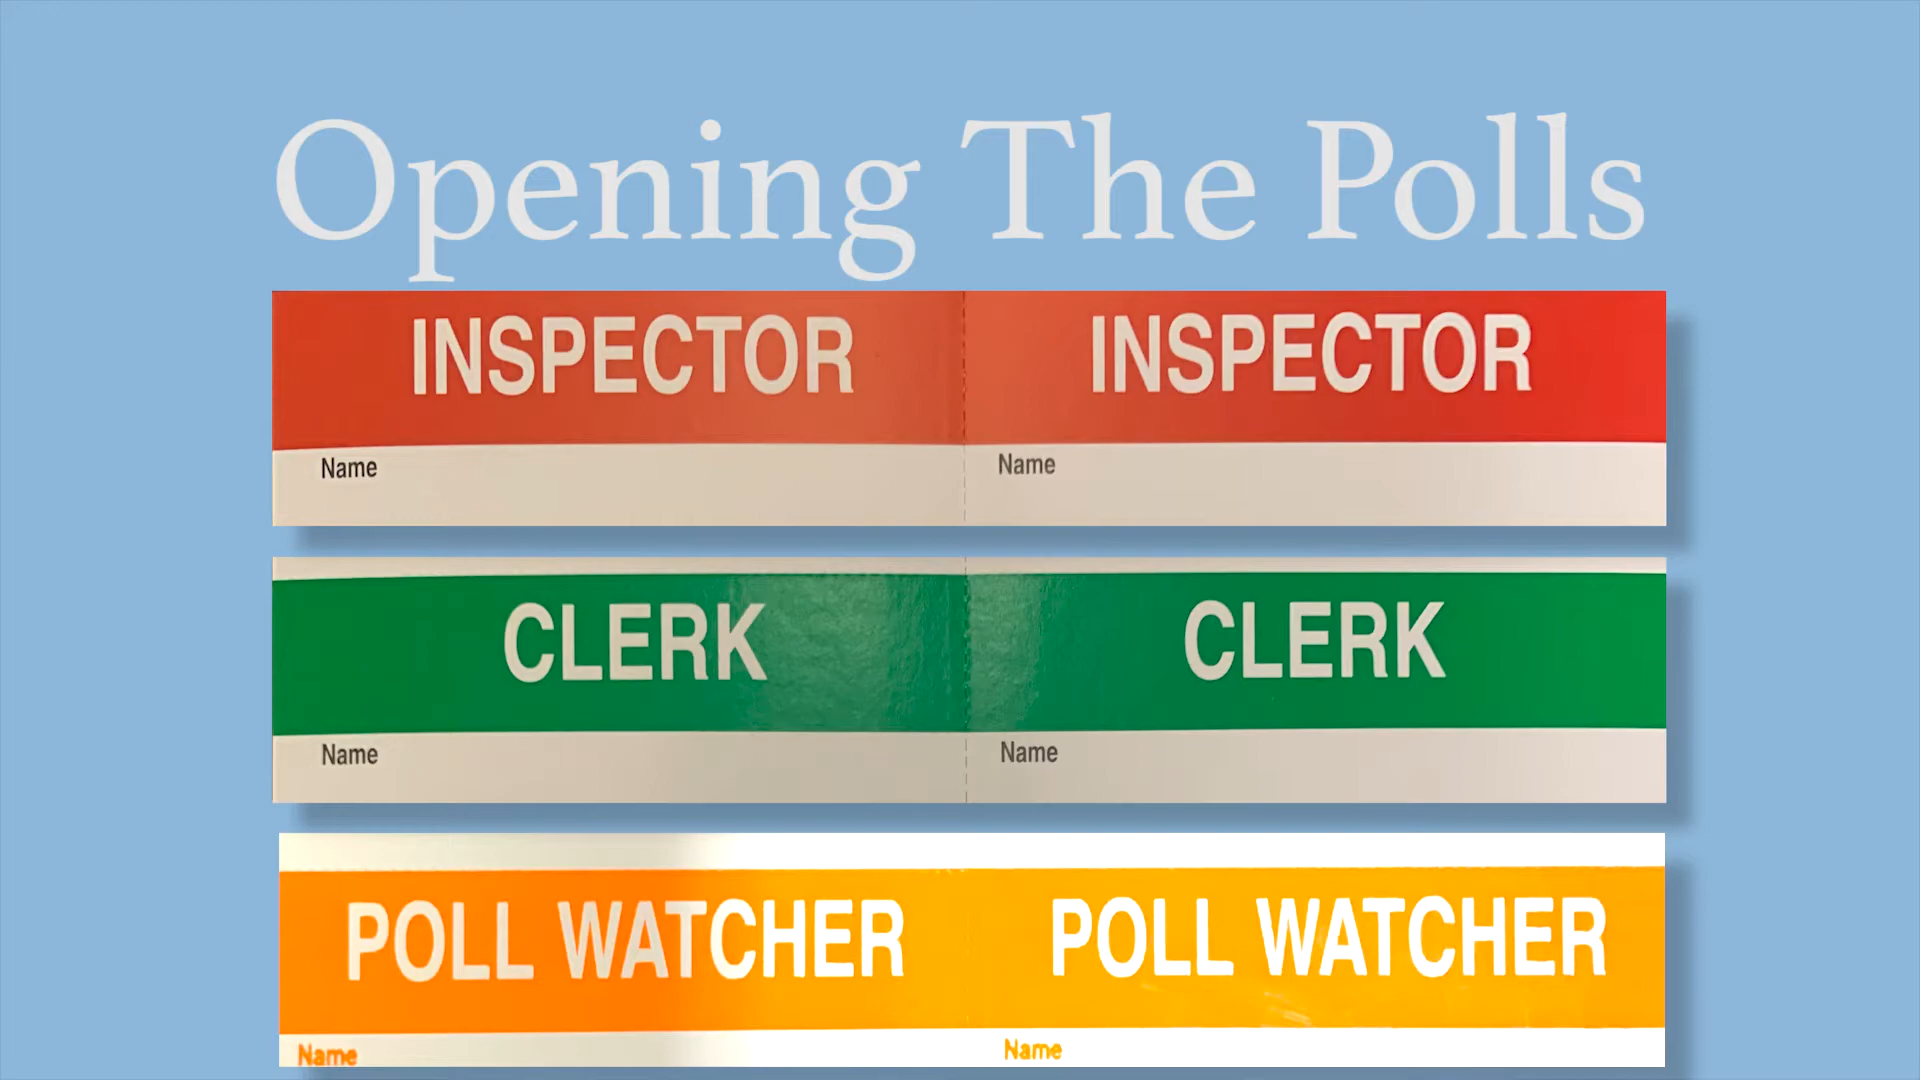 Opening The Polls
INSPECTOR INSPECTOR
Name Name
CLERK CLERK
Name Name
POLL WATCHER POLL WATCHER
Name Name